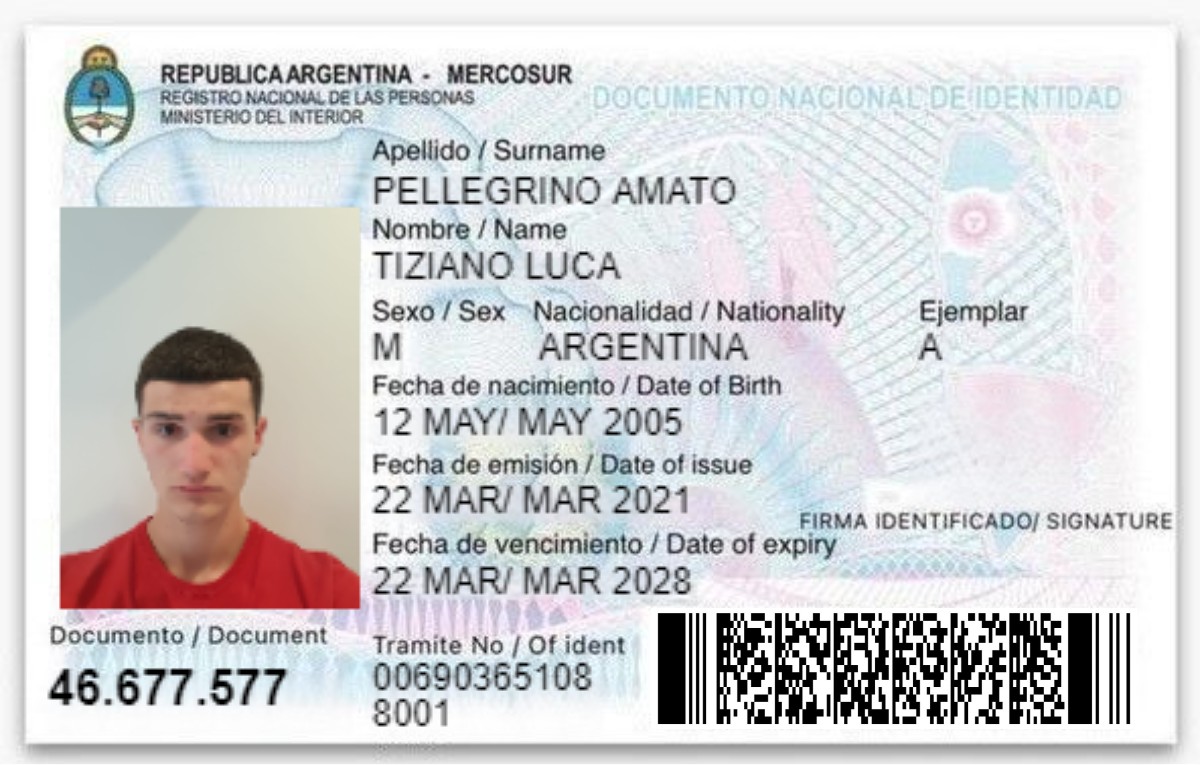 REPUBLICA ARGENTINA - MERCOSUR
REGISTRO NACIONAL DE LAS PERSONAS
MINISTERIO DEL INTERIOR
DOCUMENTO NACIONAL DE IDENTIDAD
Apellido / Surname
PELLEGRINO AMATO
Nombre / Name
TIZIANO LUCA
Sexo / Sex Nacionalidad / Nationality Ejemplar
M ARGENTINA A
Fecha de nacimiento / Date of Birth
12 MAY/ MAY 2005
Fecha de emisión / Date of issue
22 MAR/ MAR 2021
FIRMA IDENTIFICADO/ SIGNATURE
Fecha de vencimiento / Date of expiry
22 MAR/ MAR 2028
Documento / Document
46.677.577
Tramite No / Of ident
00690365108
8001